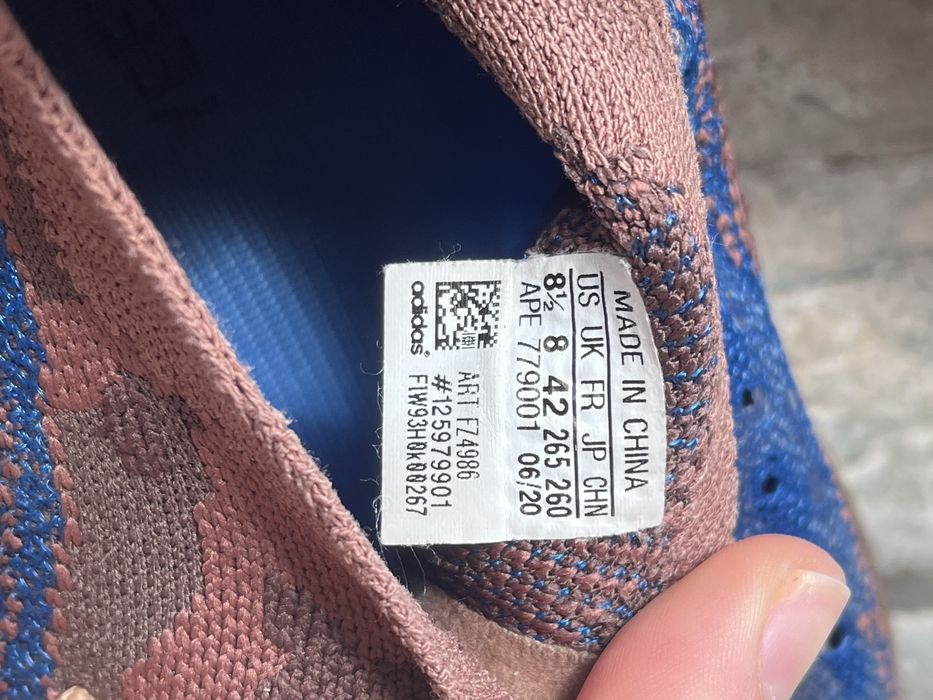 MADE IN CHINA
US UK FR JP CHN
8½ 8 42 265 260
APE 779001 06/20
ART FZ4986
#125979901
adidas® FIW93H0k00267